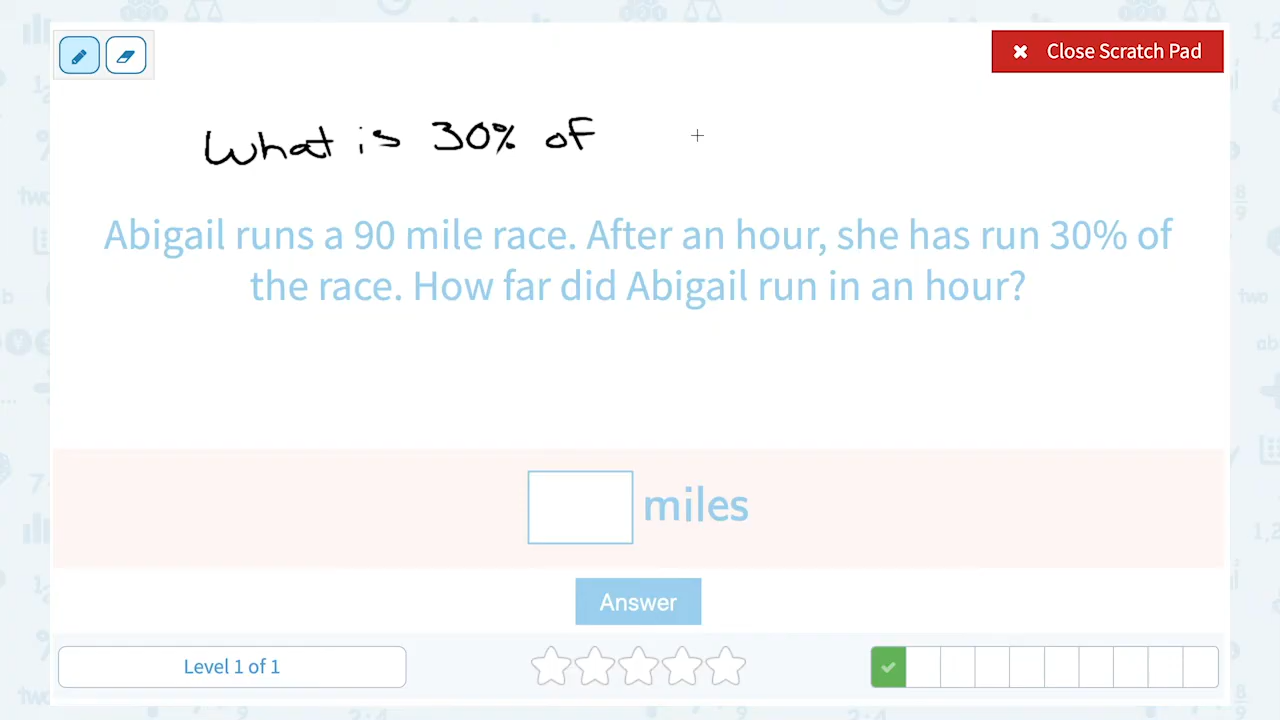 Close Scratch Pad
What is 30% of
Abigail runs a 90 mile race. After an hour, she has run 30% of
the race. How far did Abigail run in an hour?
miles
Answer
Level 1 of 1